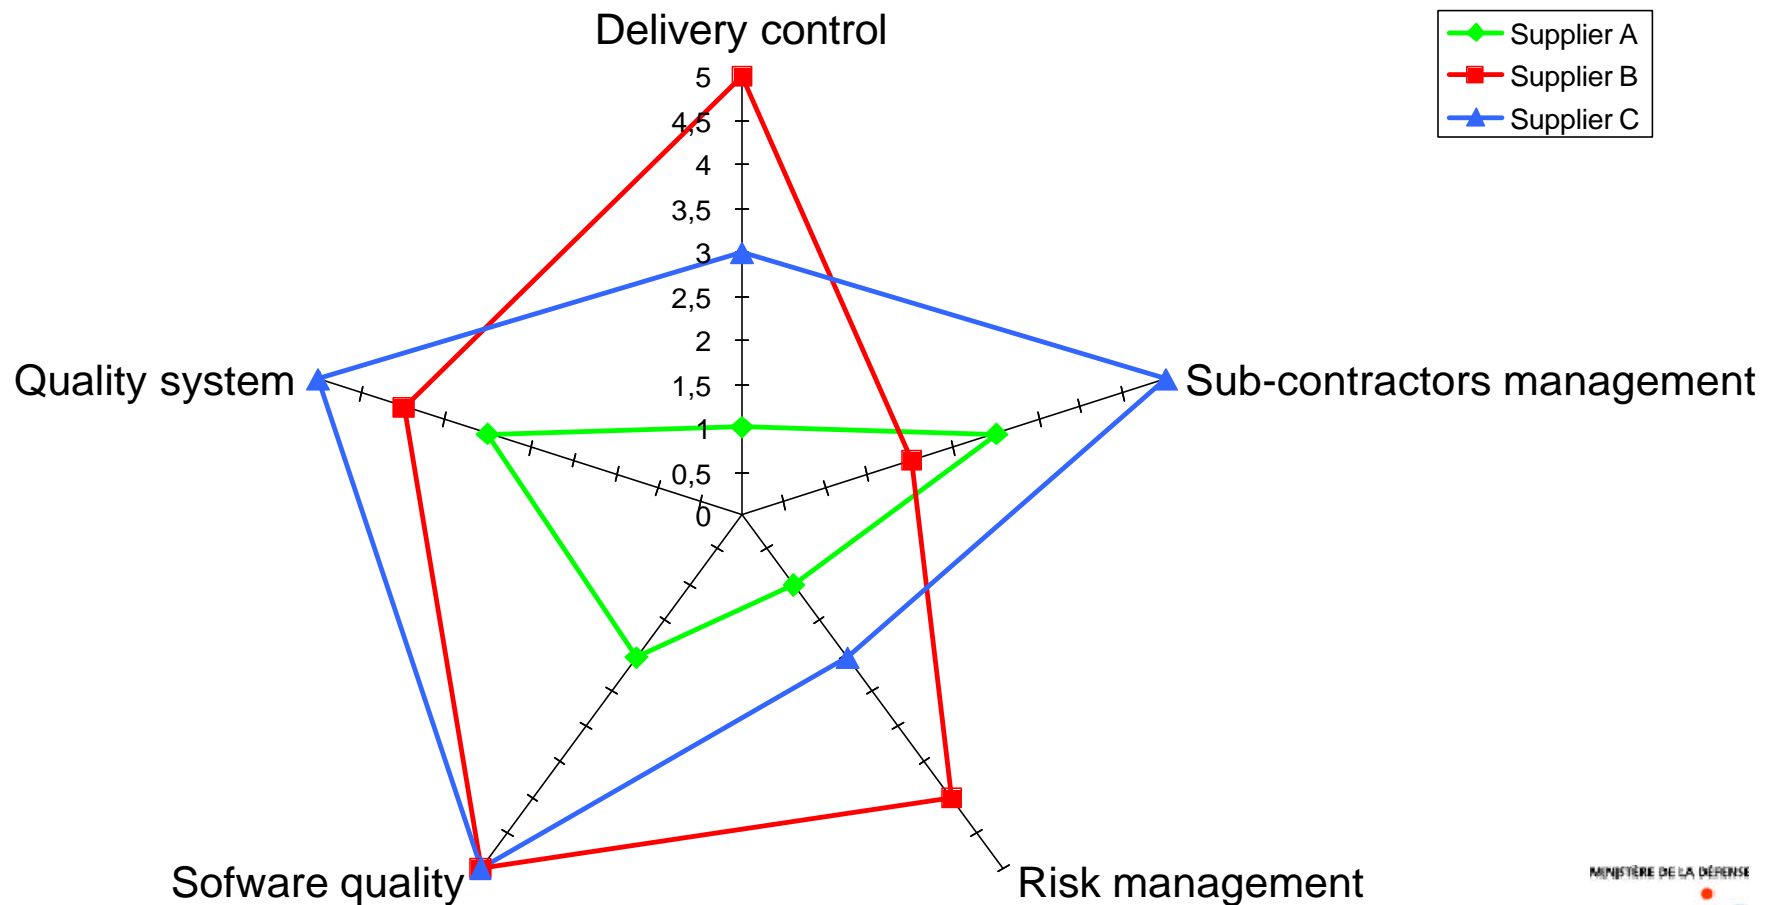 Delivery control
Supplier A
Supplier B
Supplier C
5
4,5
4
3,5
3
2,5
2
1,5
1
0,5
0
Quality system
Sub-contractors management
Sofware quality
Risk management
MINISTÈRE DE LA DÉFENSE